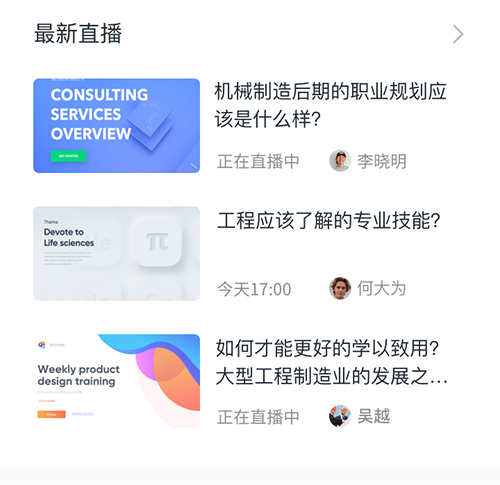 最新直播
CONSULTING
SERVICES
OVERVIEW
GET STARTED
机械制造后期的职业规划应
该是什么样?
正在直播中
李晓明
Theme
Devote to
Life sciences
π
工程应该了解的专业技能?
今天17:00
何大为
Weekly product
design training
如何才能更好的学以致用?
大型工程制造业的发展之...
正在直播中
吴越